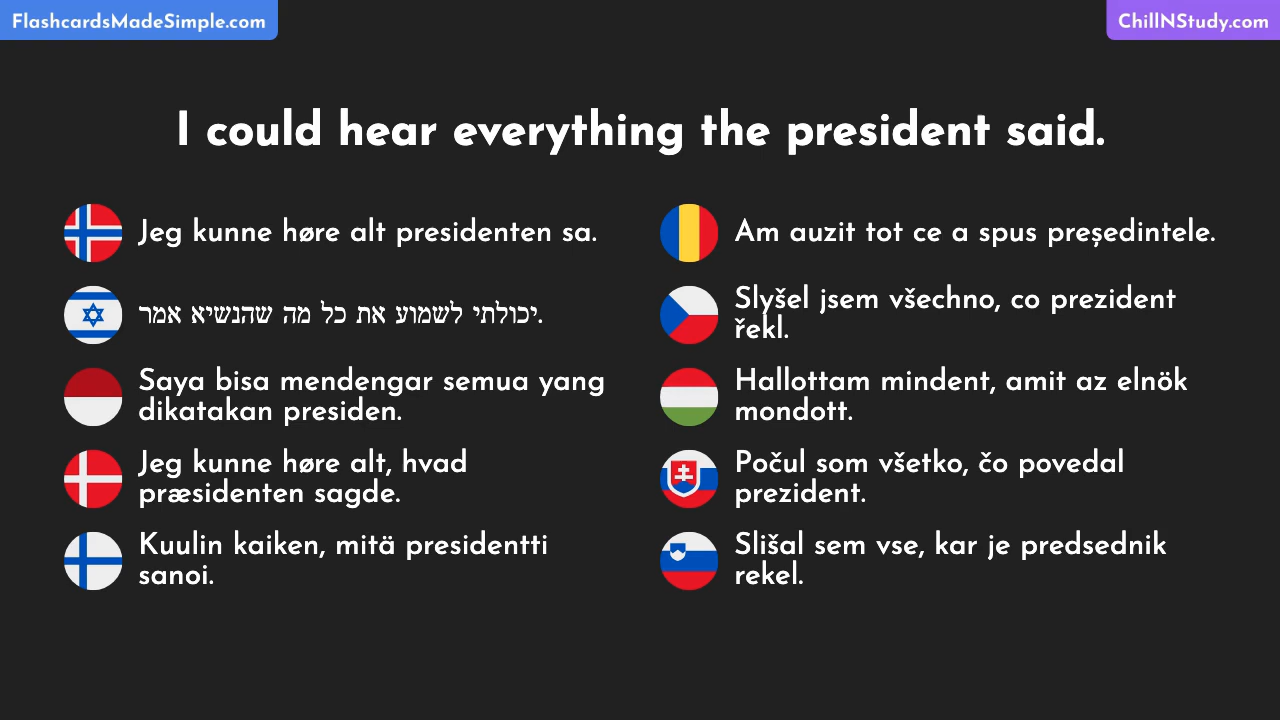 FlashcardsMadeSimple.com
ChillNStudy.com
I could hear everything the president said.
Jeg kunne høre alt presidenten sa.
יכולתי לשמוע את כל מה שהנשיא אמר.
Saya bisa mendengar semua yang
dikatakan presiden.
Jeg kunne høre alt, hvad
præsidenten sagde.
Kuulin kaiken, mitä presidentti
sanoi.
Am auzit tot ce a spus președintele.
Slyšel jsem všechno, co prezident
řekl.
Hallottam mindent, amit az elnök
mondott.
Počul som všetko, čo povedal
prezident.
Slišal sem vse, kar je predsednik
rekel.